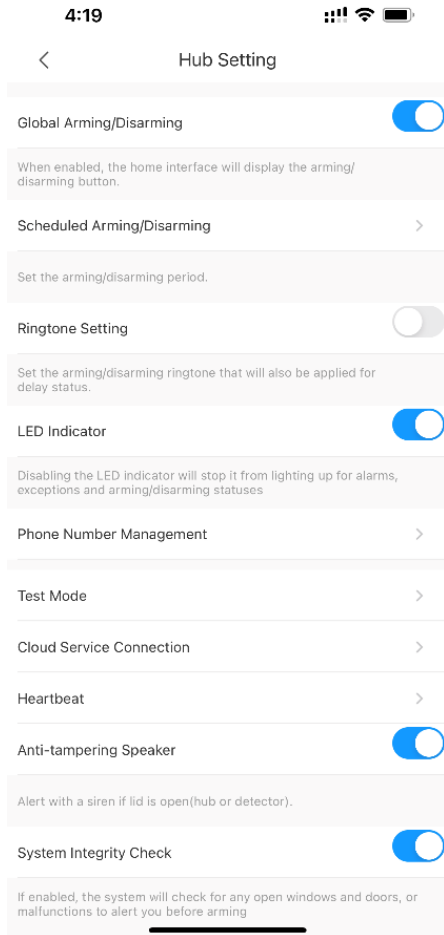 4:19
Hub Setting
Global Arming/Disarming
When enabled, the home interface will display the arming/
disarming button.
Scheduled Arming/Disarming
Set the arming/disarming period.
Ringtone Setting
Set the arming/disarming ringtone that will also be applied for
delay status.
LED Indicator
Disabling the LED indicator will stop it from lighting up for alarms,
exceptions and arming/disarming statuses
Phone Number Management
Test Mode
Cloud Service Connection
Heartbeat
Anti-tampering Speaker
Alert with a siren if lid is open(hub or detector).
System Integrity Check
If enabled, the system will check for any open windows and doors, or
malfunctions to alert you before arming